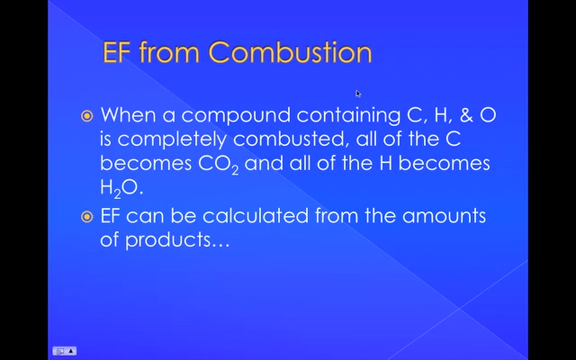 EF from Combustion
When a compound containing C, H, & O
is completely combusted, all of the C
becomes CO₂ and all of the H becomes
H₂O.
EF can be calculated from the amounts
of products…